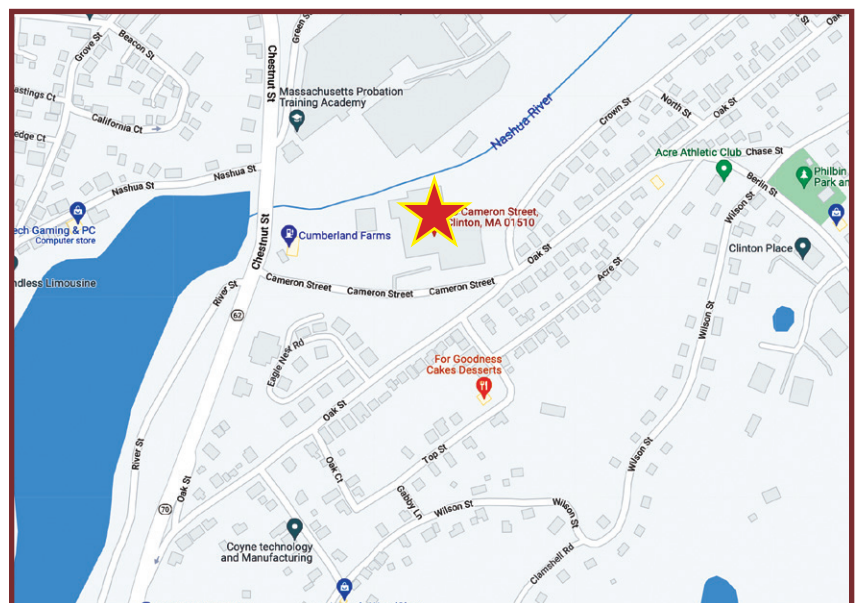 Grove St
Beacon St
Chestnut St
Green St
Oak
Massachusetts Probation
Training Academy
astings Ct
California Ct
edge Ct
Nashua River
Crown St
North St
Oak St
Acre Athletic Club
Chase St
Nashua St
Nashua St
Berlin St
Philbin
Park an
ech Gaming & PC
Computer store
Chestnut St
Cumberland Farms
Cameron Street,
Clinton, MA 01510
Wilson St
Clinton Place
ndless Limousine
Oak St
River St
Cameron Street
Cameron Street
Cameron Street
Acre St
62
Wilson St
Eagle Nest Rd
For Goodness
Cakes Desserts
Oak St
River St
Top St
Wilson St
Oak Ct
Oak St
Gabby Ln
Wilson St
Wilson St
70
Coyne technology
and Manufacturing
Clamshell Rd